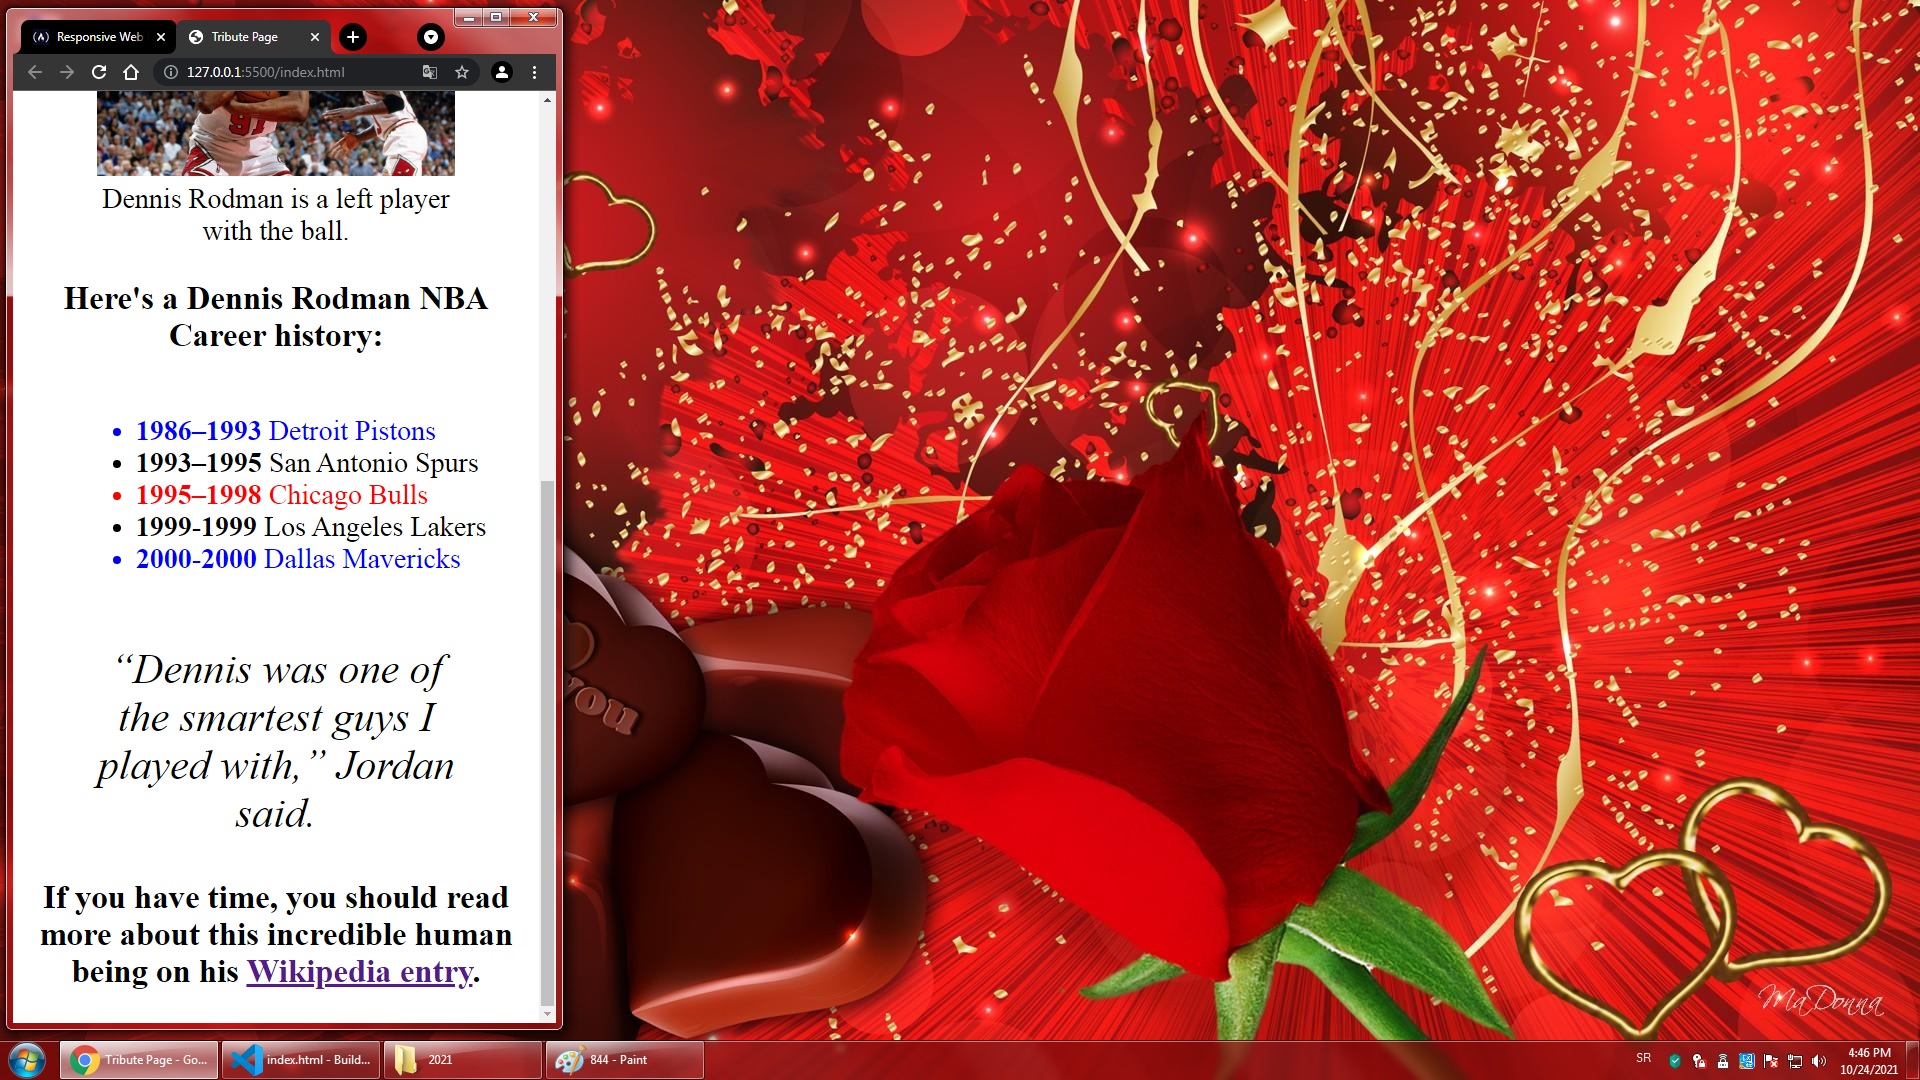 Responsive Web
Tribute Page
127.0.0.1:5500/index.html
91
Dennis Rodman is a left player
with the ball.
Here's a Dennis Rodman NBA
Career history:
1986–1993 Detroit Pistons
1993–1995 San Antonio Spurs
1995–1998 Chicago Bulls
1999-1999 Los Angeles Lakers
2000-2000 Dallas Mavericks
“Dennis was one of
the smartest guys I
played with,” Jordan
said.
If you have time, you should read
more about this incredible human
being on his Wikipedia entry.
you
MaDonna
Tribute Page - Go...
index.html - Build...
2021
844 - Paint
SR
4:46 PM
10/24/2021